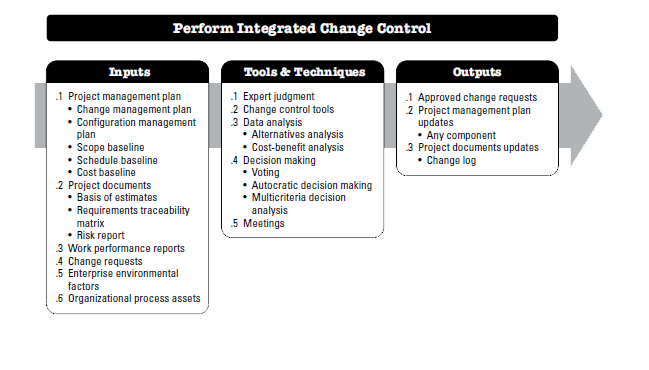 Perform Integrated Change Control
Inputs
.1 Project management plan
• Change management plan
• Configuration management
plan
• Scope baseline
• Schedule baseline
• Cost baseline
.2 Project documents
• Basis of estimates
• Requirements traceability
matrix
• Risk report
.3 Work performance reports
.4 Change requests
.5 Enterprise environmental
factors
.6 Organizational process assets
Tools & Techniques
.1 Expert judgment
.2 Change control tools
.3 Data analysis
• Alternatives analysis
• Cost-benefit analysis
.4 Decision making
• Voting
• Autocratic decision making
• Multicriteria decision
analysis
.5 Meetings
Outputs
.1 Approved change requests
.2 Project management plan
updates
• Any component
.3 Project documents updates
• Change log